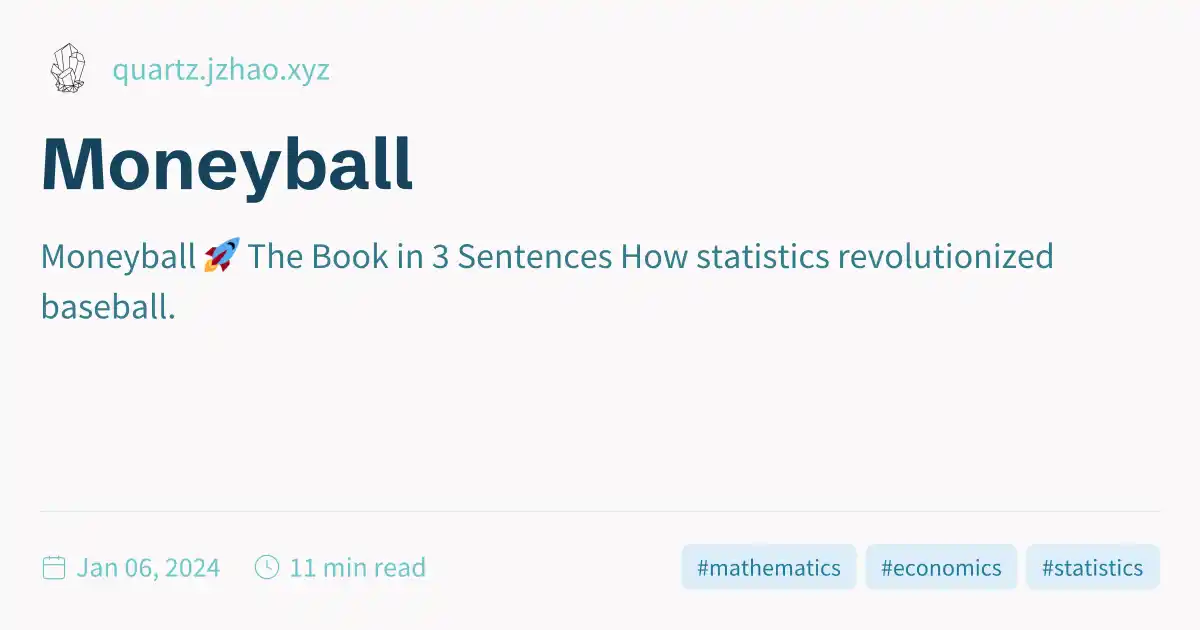 quartz.jzhao.xyz
Moneyball
Moneyball 🚀 The Book in 3 Sentences How statistics revolutionized
baseball.
Jan 06, 2024 11 min read #mathematics #economics #statistics